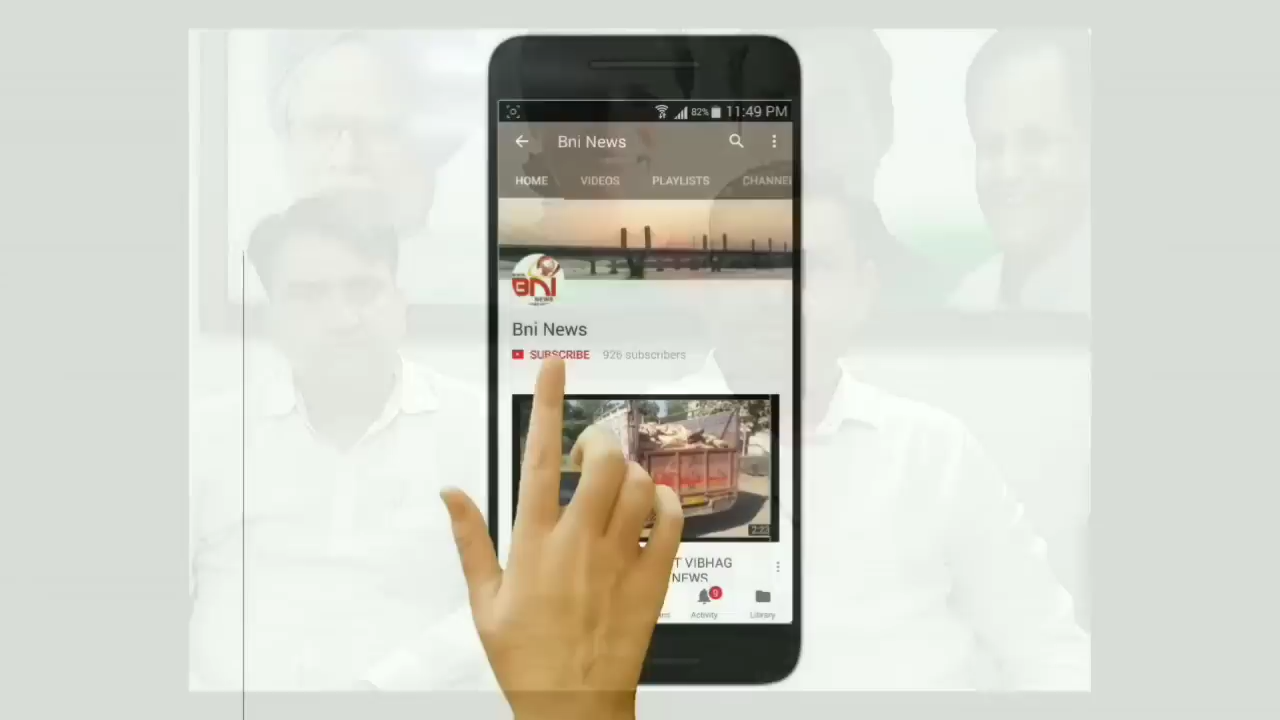 82% 11:49 PM
Bni News
HOME VIDEOS PLAYLISTS CHANNEL
BNI
NEWS
Bni News
SUBSCRIBE 926 subscribers
2:23
T VIBHAG
NEWS
9
Activity Library